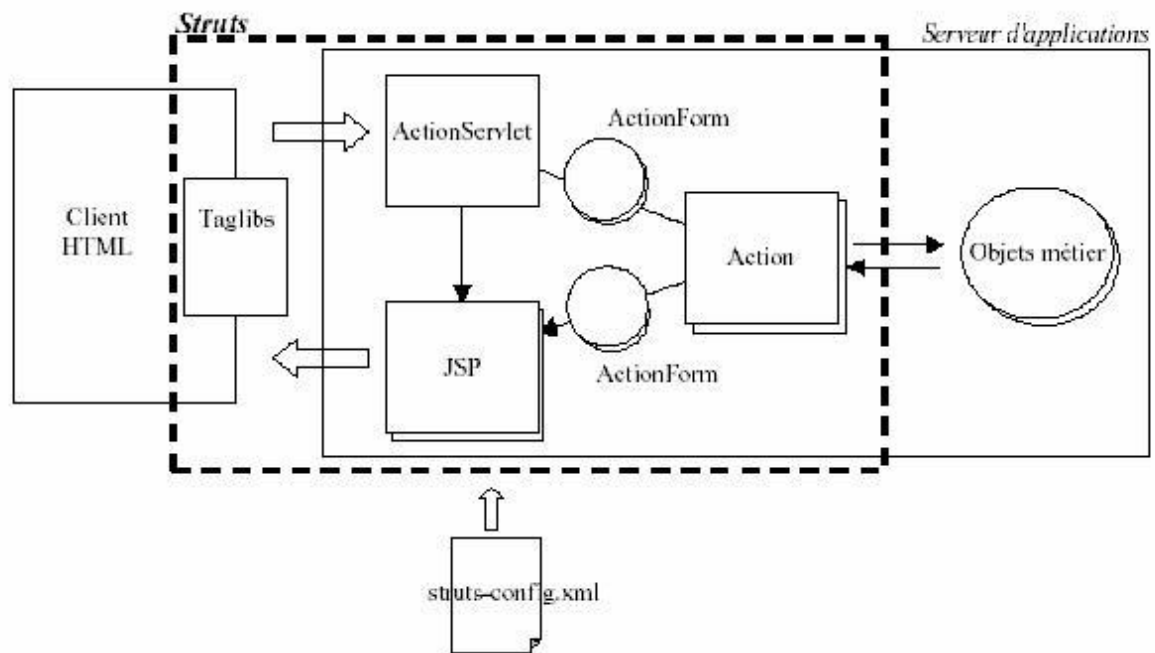 Struts
Serveur d'applications
ActionServlet
ActionForm
Client
HTML
Taglibs
Action
Objets métier
JSP
ActionForm
struts-config.xml